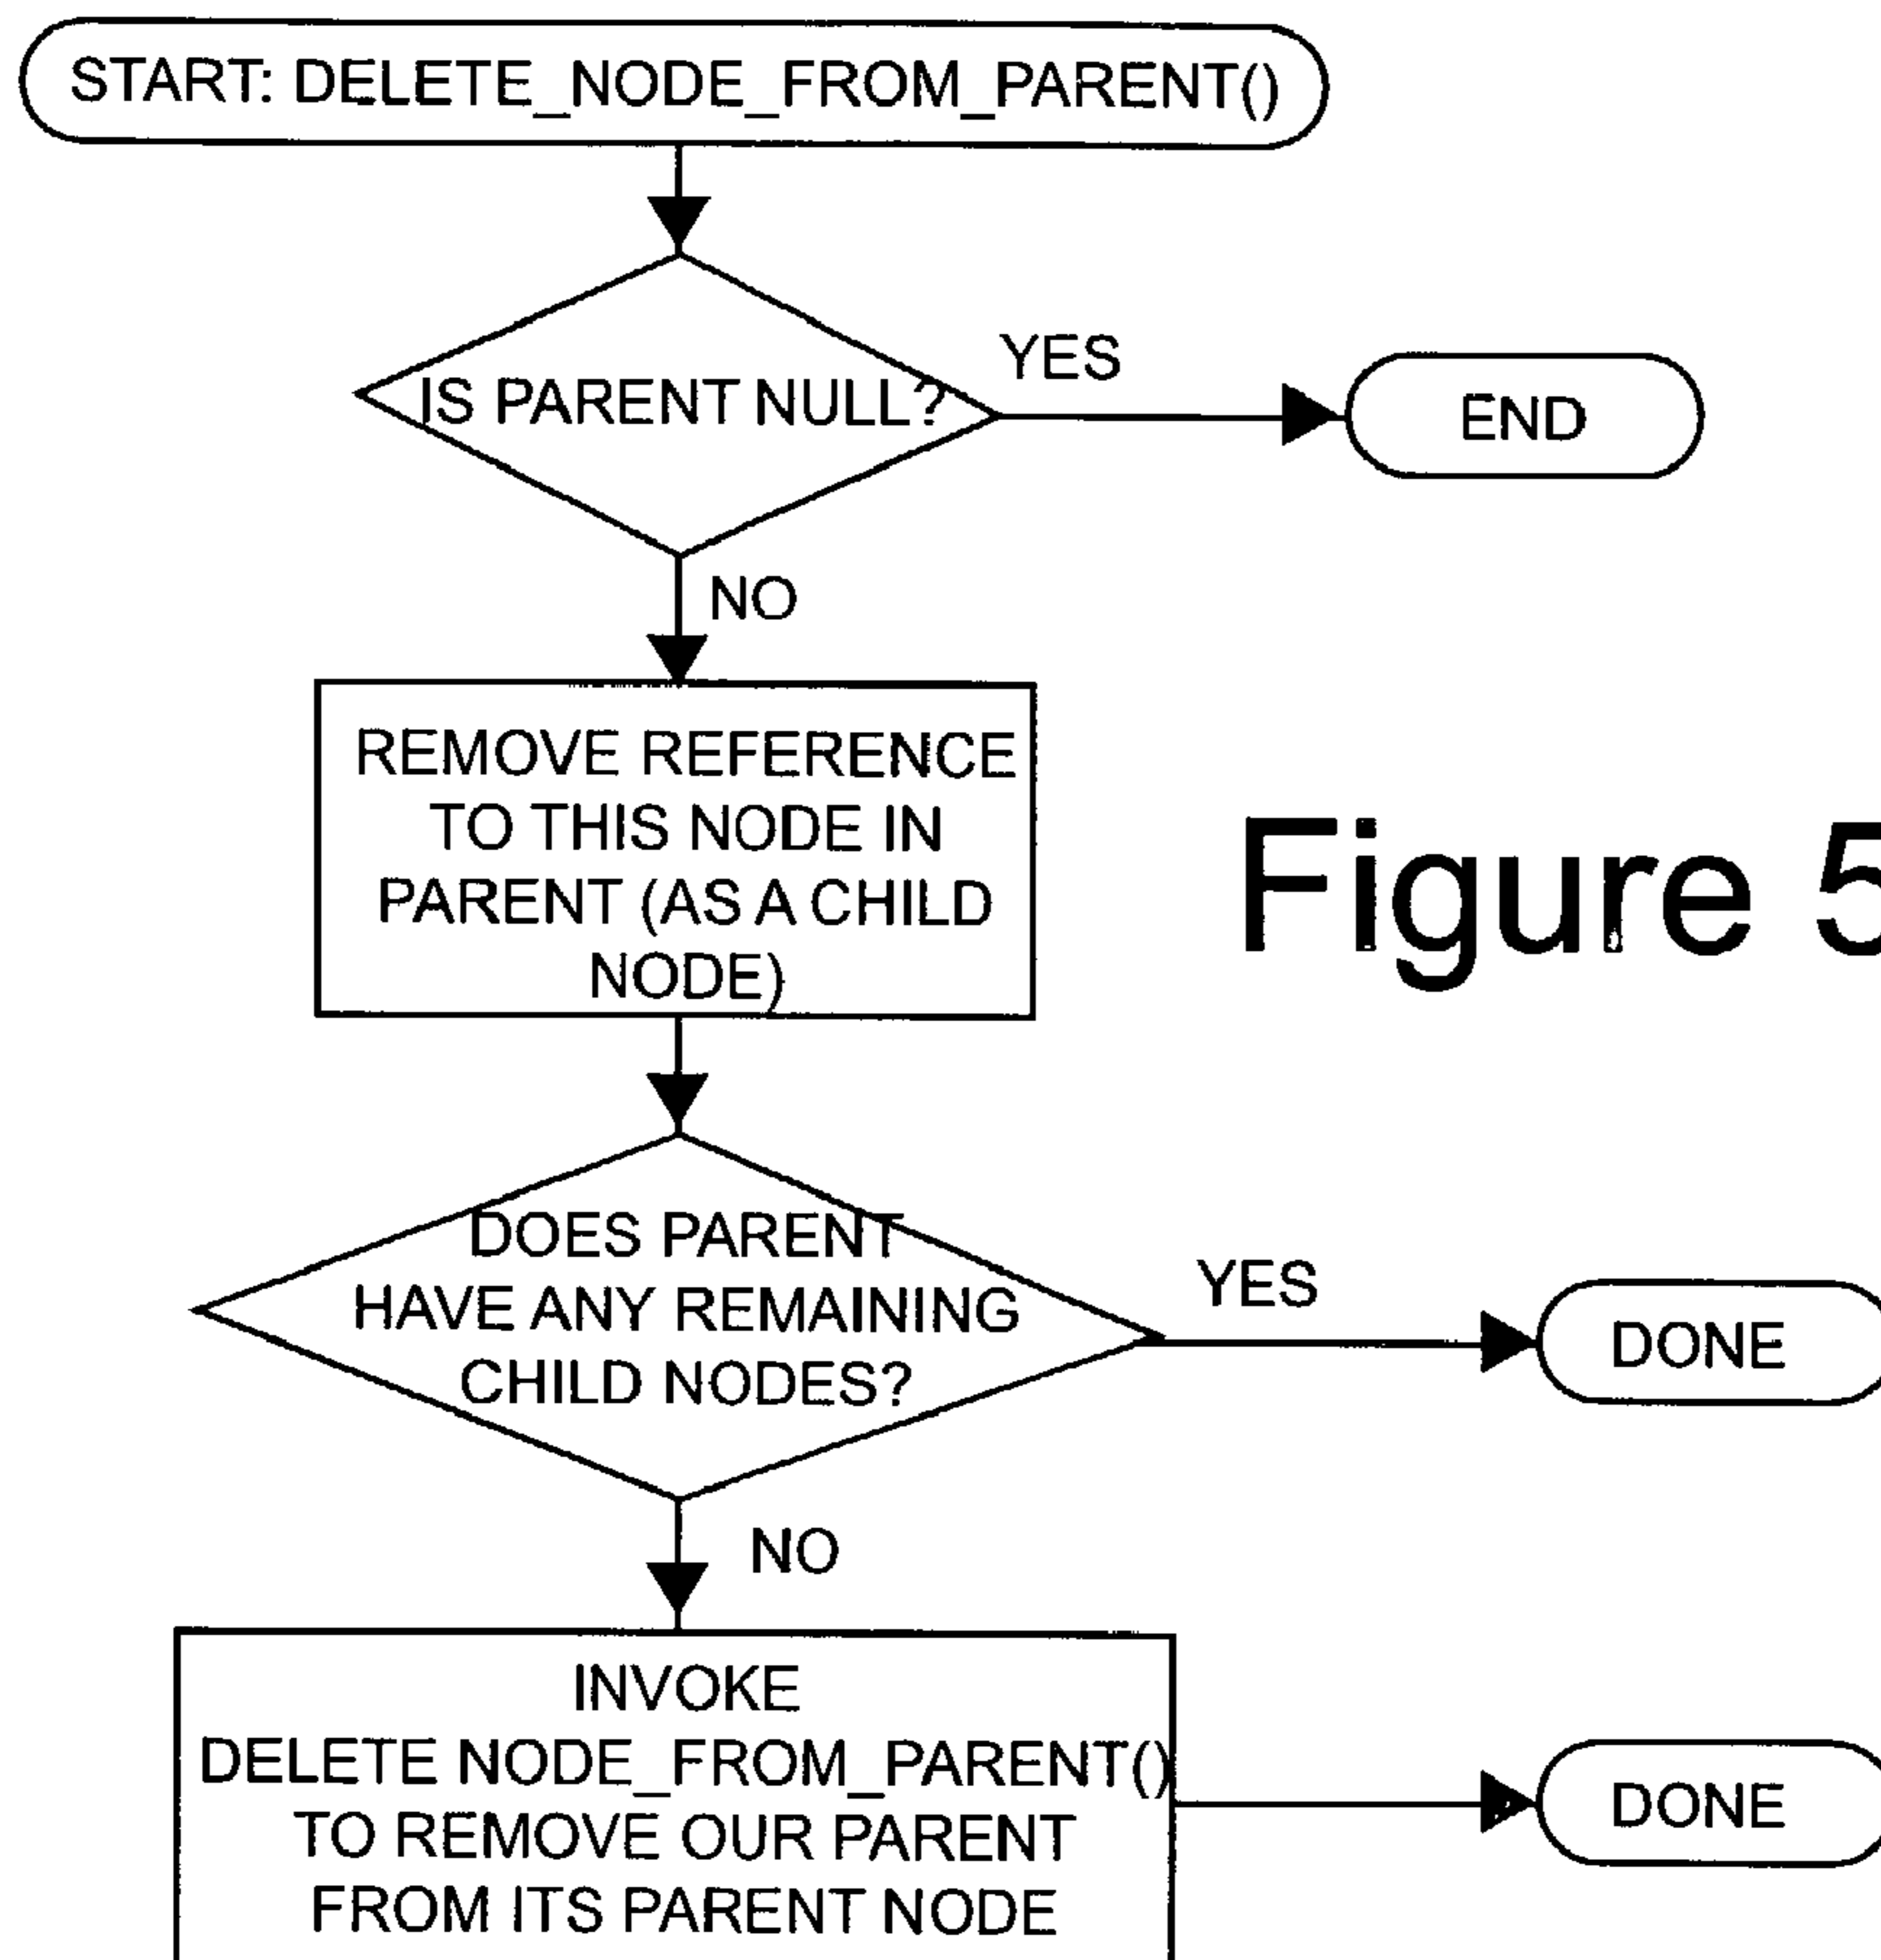 START: DELETE_NODE_FROM_PARENT()
IS PARENT NULL?
YES
END
NO
REMOVE REFERENCE
TO THIS NODE IN
PARENT (AS A CHILD
NODE)
Figure 5
DOES PARENT
HAVE ANY REMAINING
CHILD NODES?
YES
DONE
NO
INVOKE
DELETE NODE_FROM_PARENT()
TO REMOVE OUR PARENT
FROM ITS PARENT NODE
DONE